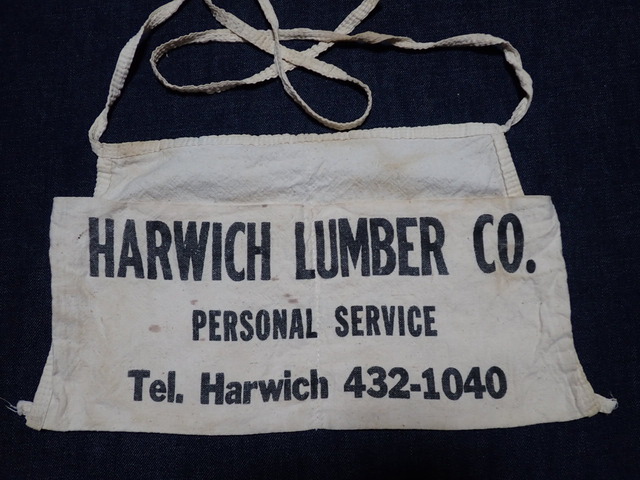 HARWICH LUMBER CO.
PERSONAL SERVICE
Tel. Harwich 432-1040